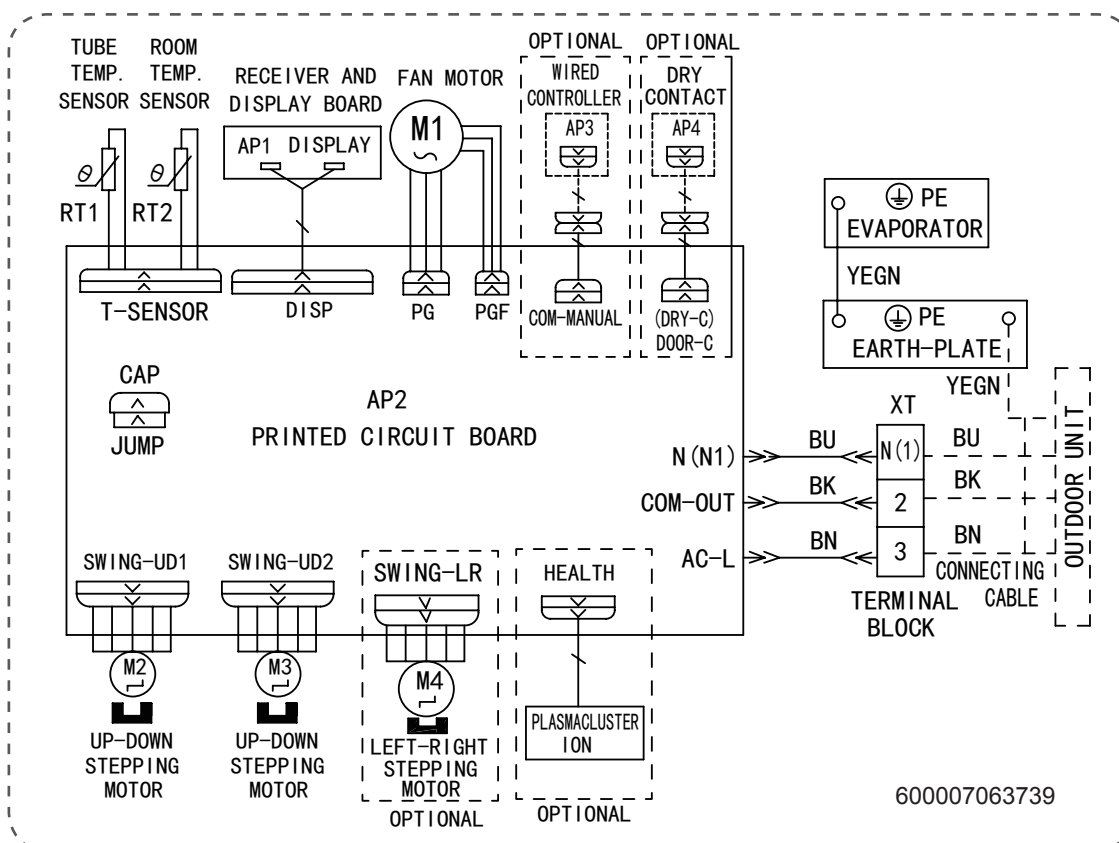 TUBE TEMP. SENSOR
ROOM TEMP. SENSOR
RECEIVER AND
DISPLAY BOARD
FAN MOTOR
OPTIONAL
WIRED
CONTROLLER
OPTIONAL
DRY
CONTACT
AP1 DISPLAY
M1
AP3
AP4
θ
RT1
θ
RT2
T-SENSOR
DISP
PG
PGF
COM-MANUAL
(DRY-C)
DOOR-C
PE
EVAPORATOR
YEGN
PE
EARTH-PLATE
YEGN
CAP
JUMP
AP2
PRINTED CIRCUIT BOARD
XT
N(N1)
BU
N(1)
BU
COM-OUT
BK
2
BK
AC-L
BN
3
BN
CONNECTING
CABLE
OUTDOOR UNIT
TERMINAL
BLOCK
SWING-UD1
SWING-UD2
SWING-LR
HEALTH
M2
M3
M4
PLASMACLUSTER
ION
UP-DOWN
STEPPING
MOTOR
UP-DOWN
STEPPING
MOTOR
LEFT-RIGHT
STEPPING
MOTOR
OPTIONAL
OPTIONAL
600007063739